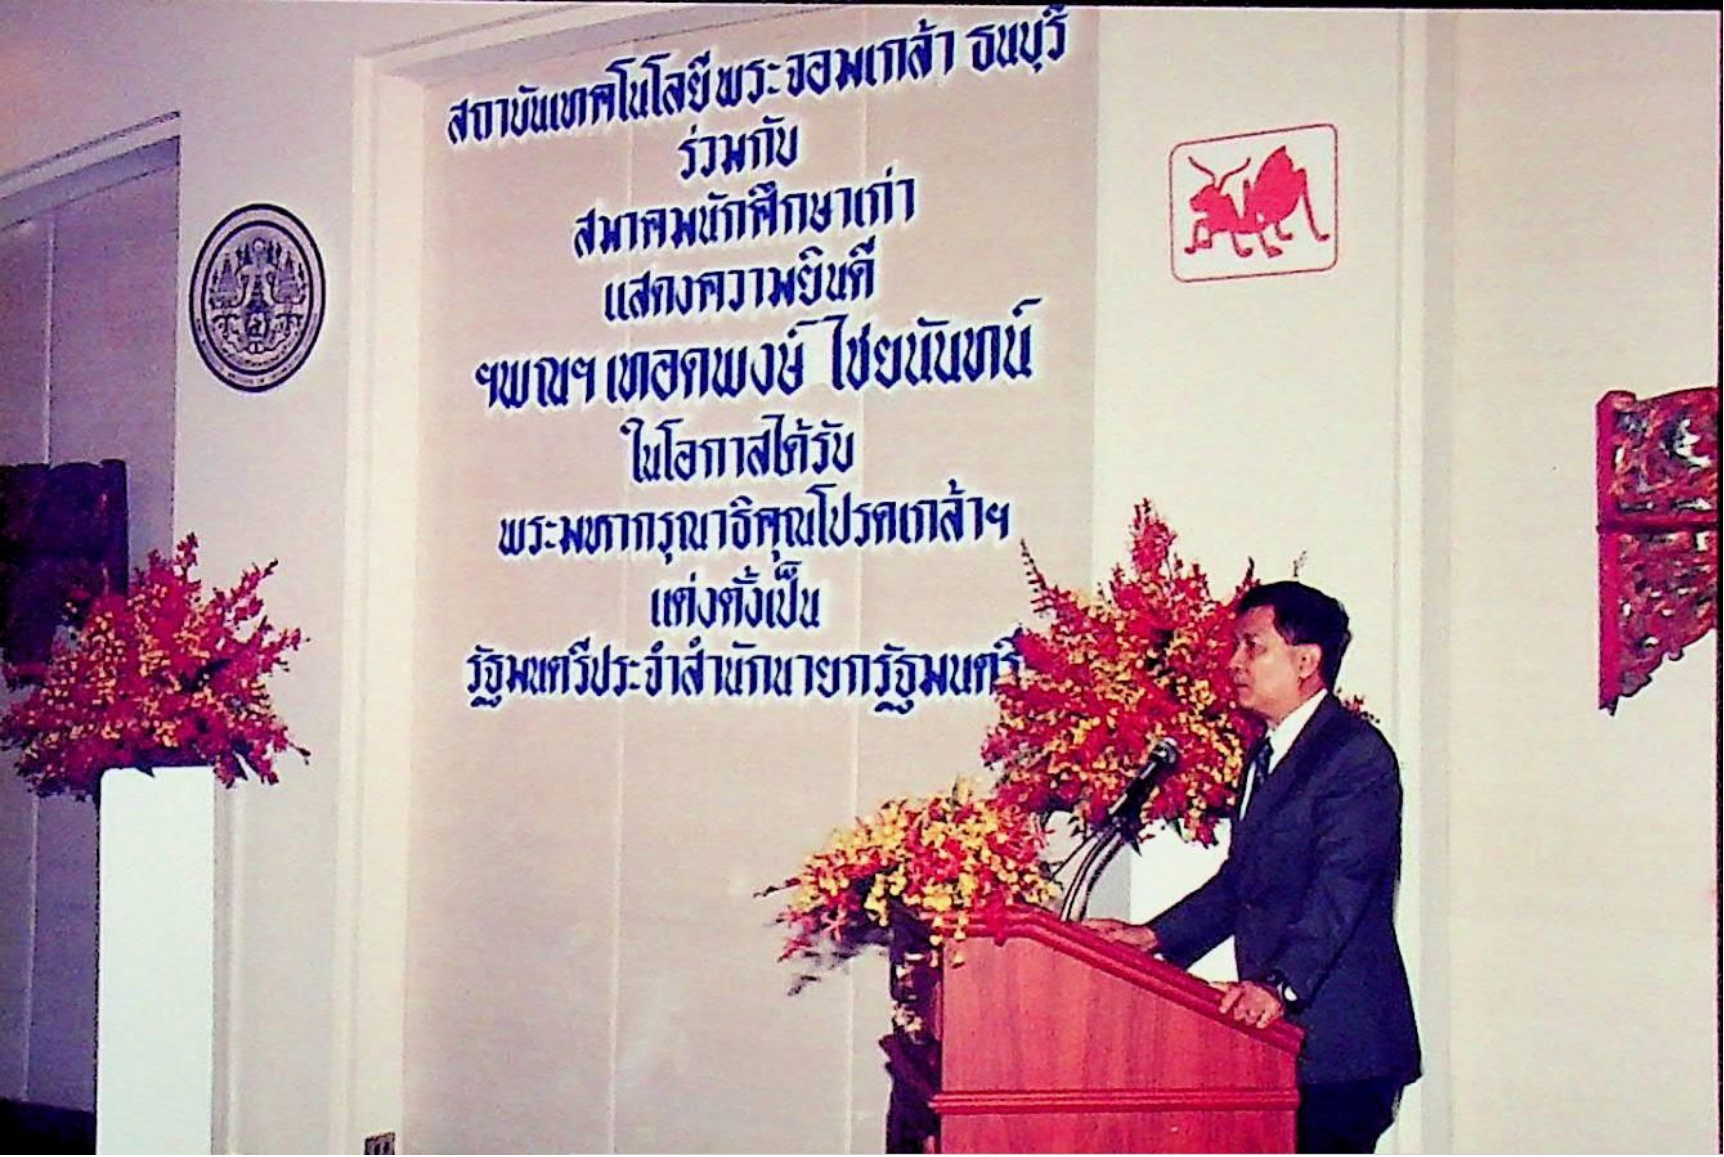 สถาบันเทคโนโลยีพระจอมเกล้า ธนบุรี
ร่วมกับ
สมาคมนักศึกษาเก่า
แสดงความยินดี
ฯพณฯ เทอดพงษ์ ไชยนันทน์
ในโอกาสได้รับ
พระมหากรุณาธิคุณโปรดเกล้าฯ
แต่งตั้งเป็น
รัฐมนตรีประจำสำนักนายกรัฐมนตรี